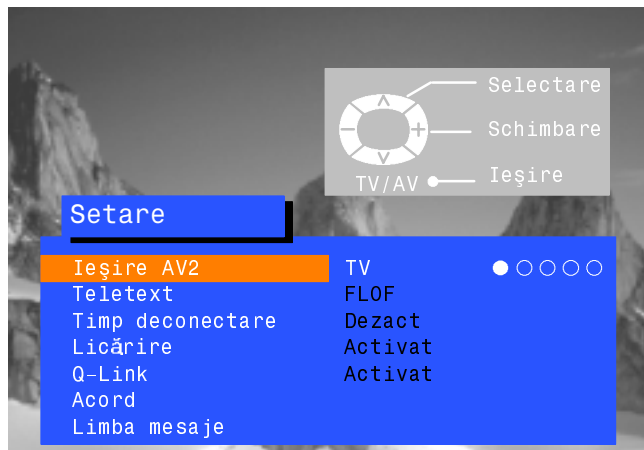 Selectare
Schimbare
TV/AV Ieşire
Setare
Ieşire AV2 TV
Teletext FLOF
Timp deconectare Dezact
Licărire Activat
Q-Link Activat
Acord
Limba mesaje